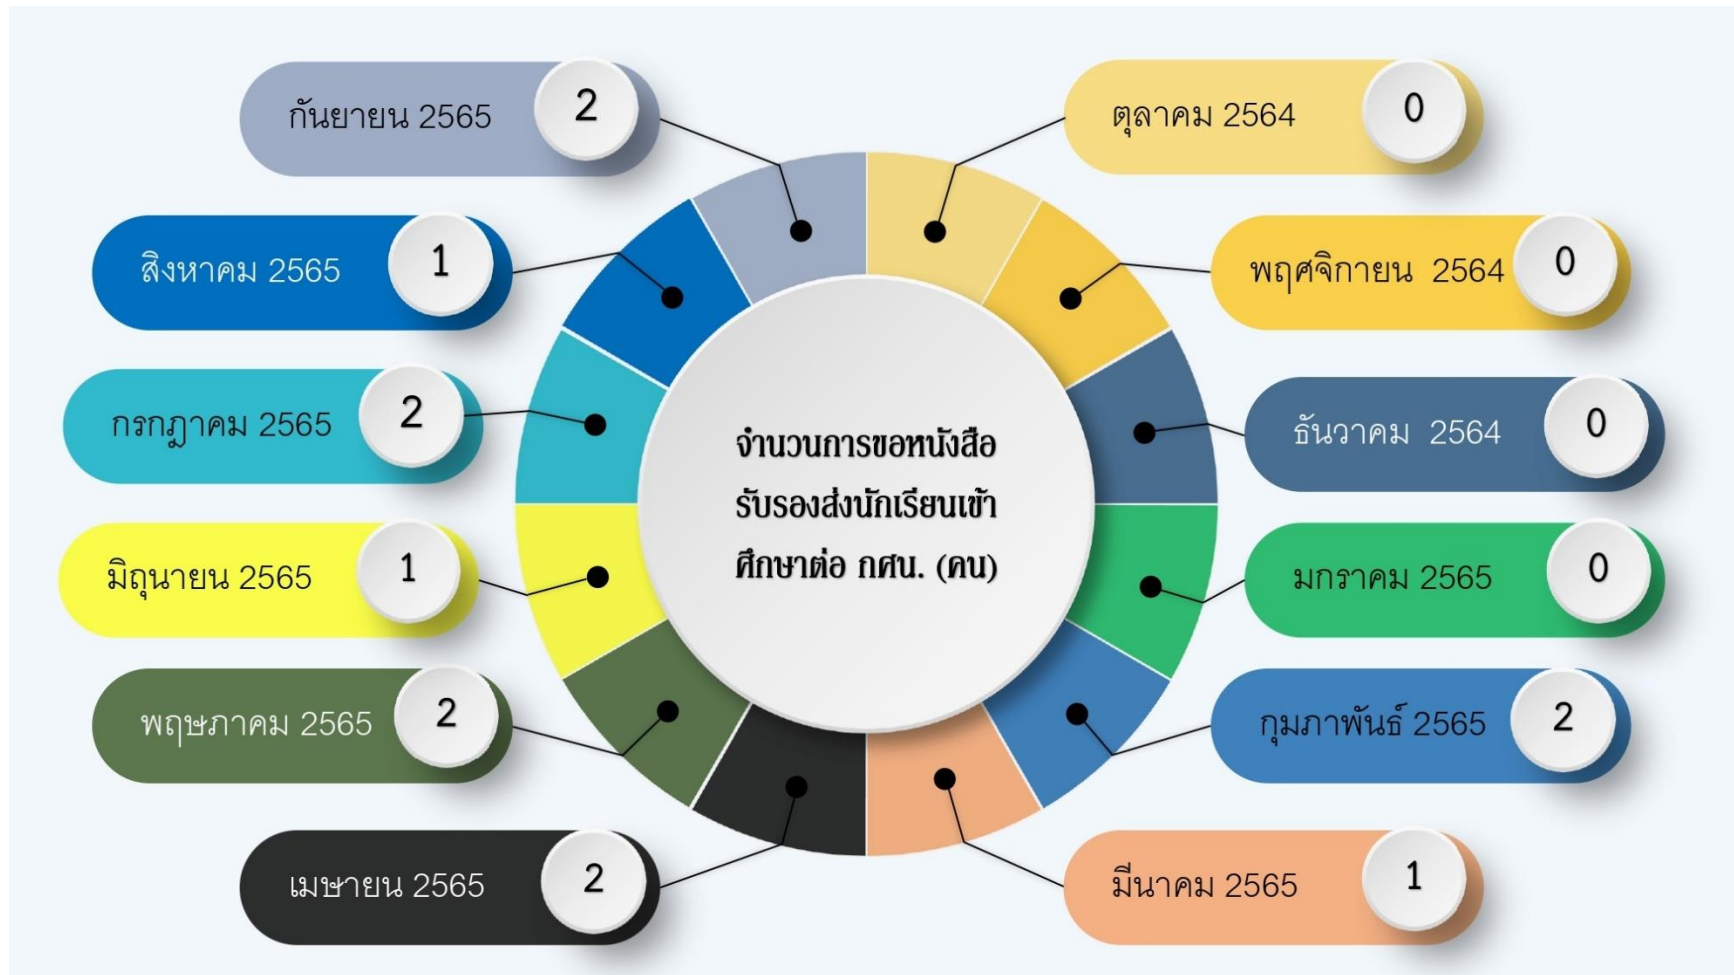 กันยายน 2565 2
ตุลาคม 2564 0
สิงหาคม 2565 1
พฤศจิกายน 2564 0
กรกฎาคม 2565 2
ธันวาคม 2564 0
จำนวนการขอหนังสือ
รับรองส่งนักเรียนเข้า
ศึกษาต่อ กศน. (คน)
มิถุนายน 2565 1
มกราคม 2565 0
พฤษภาคม 2565 2
กุมภาพันธ์ 2565 2
เมษายน 2565 2
มีนาคม 2565 1